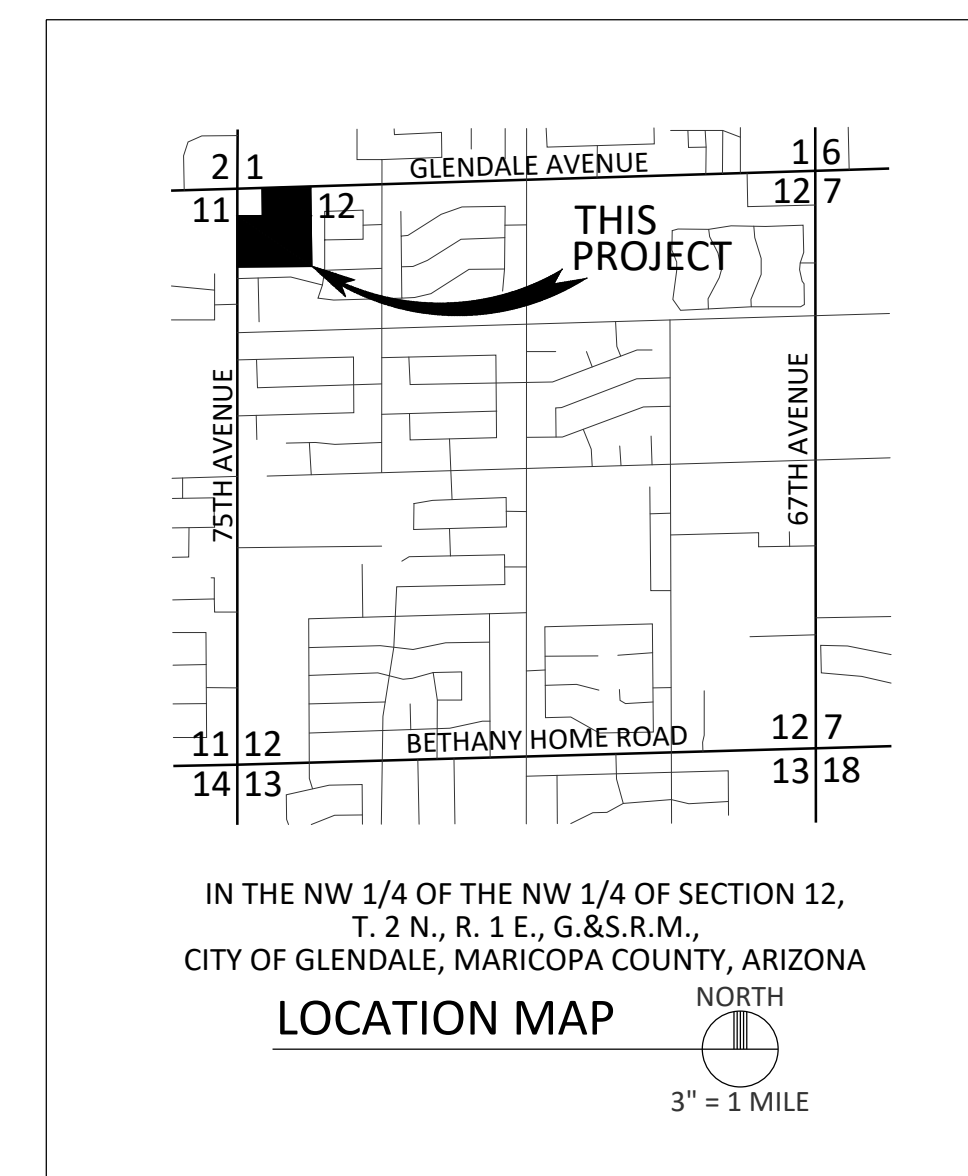 2 1
GLENDALE AVENUE
1 6
11
12
12 7
THIS
PROJECT
75TH AVENUE
67TH AVENUE
11 12
BETHANY HOME ROAD
12 7
14 13
13 18
IN THE NW 1/4 OF THE NW 1/4 OF SECTION 12,
T. 2 N., R. 1 E., G.&S.R.M.,
CITY OF GLENDALE, MARICOPA COUNTY, ARIZONA
LOCATION MAP
NORTH
3" = 1 MILE